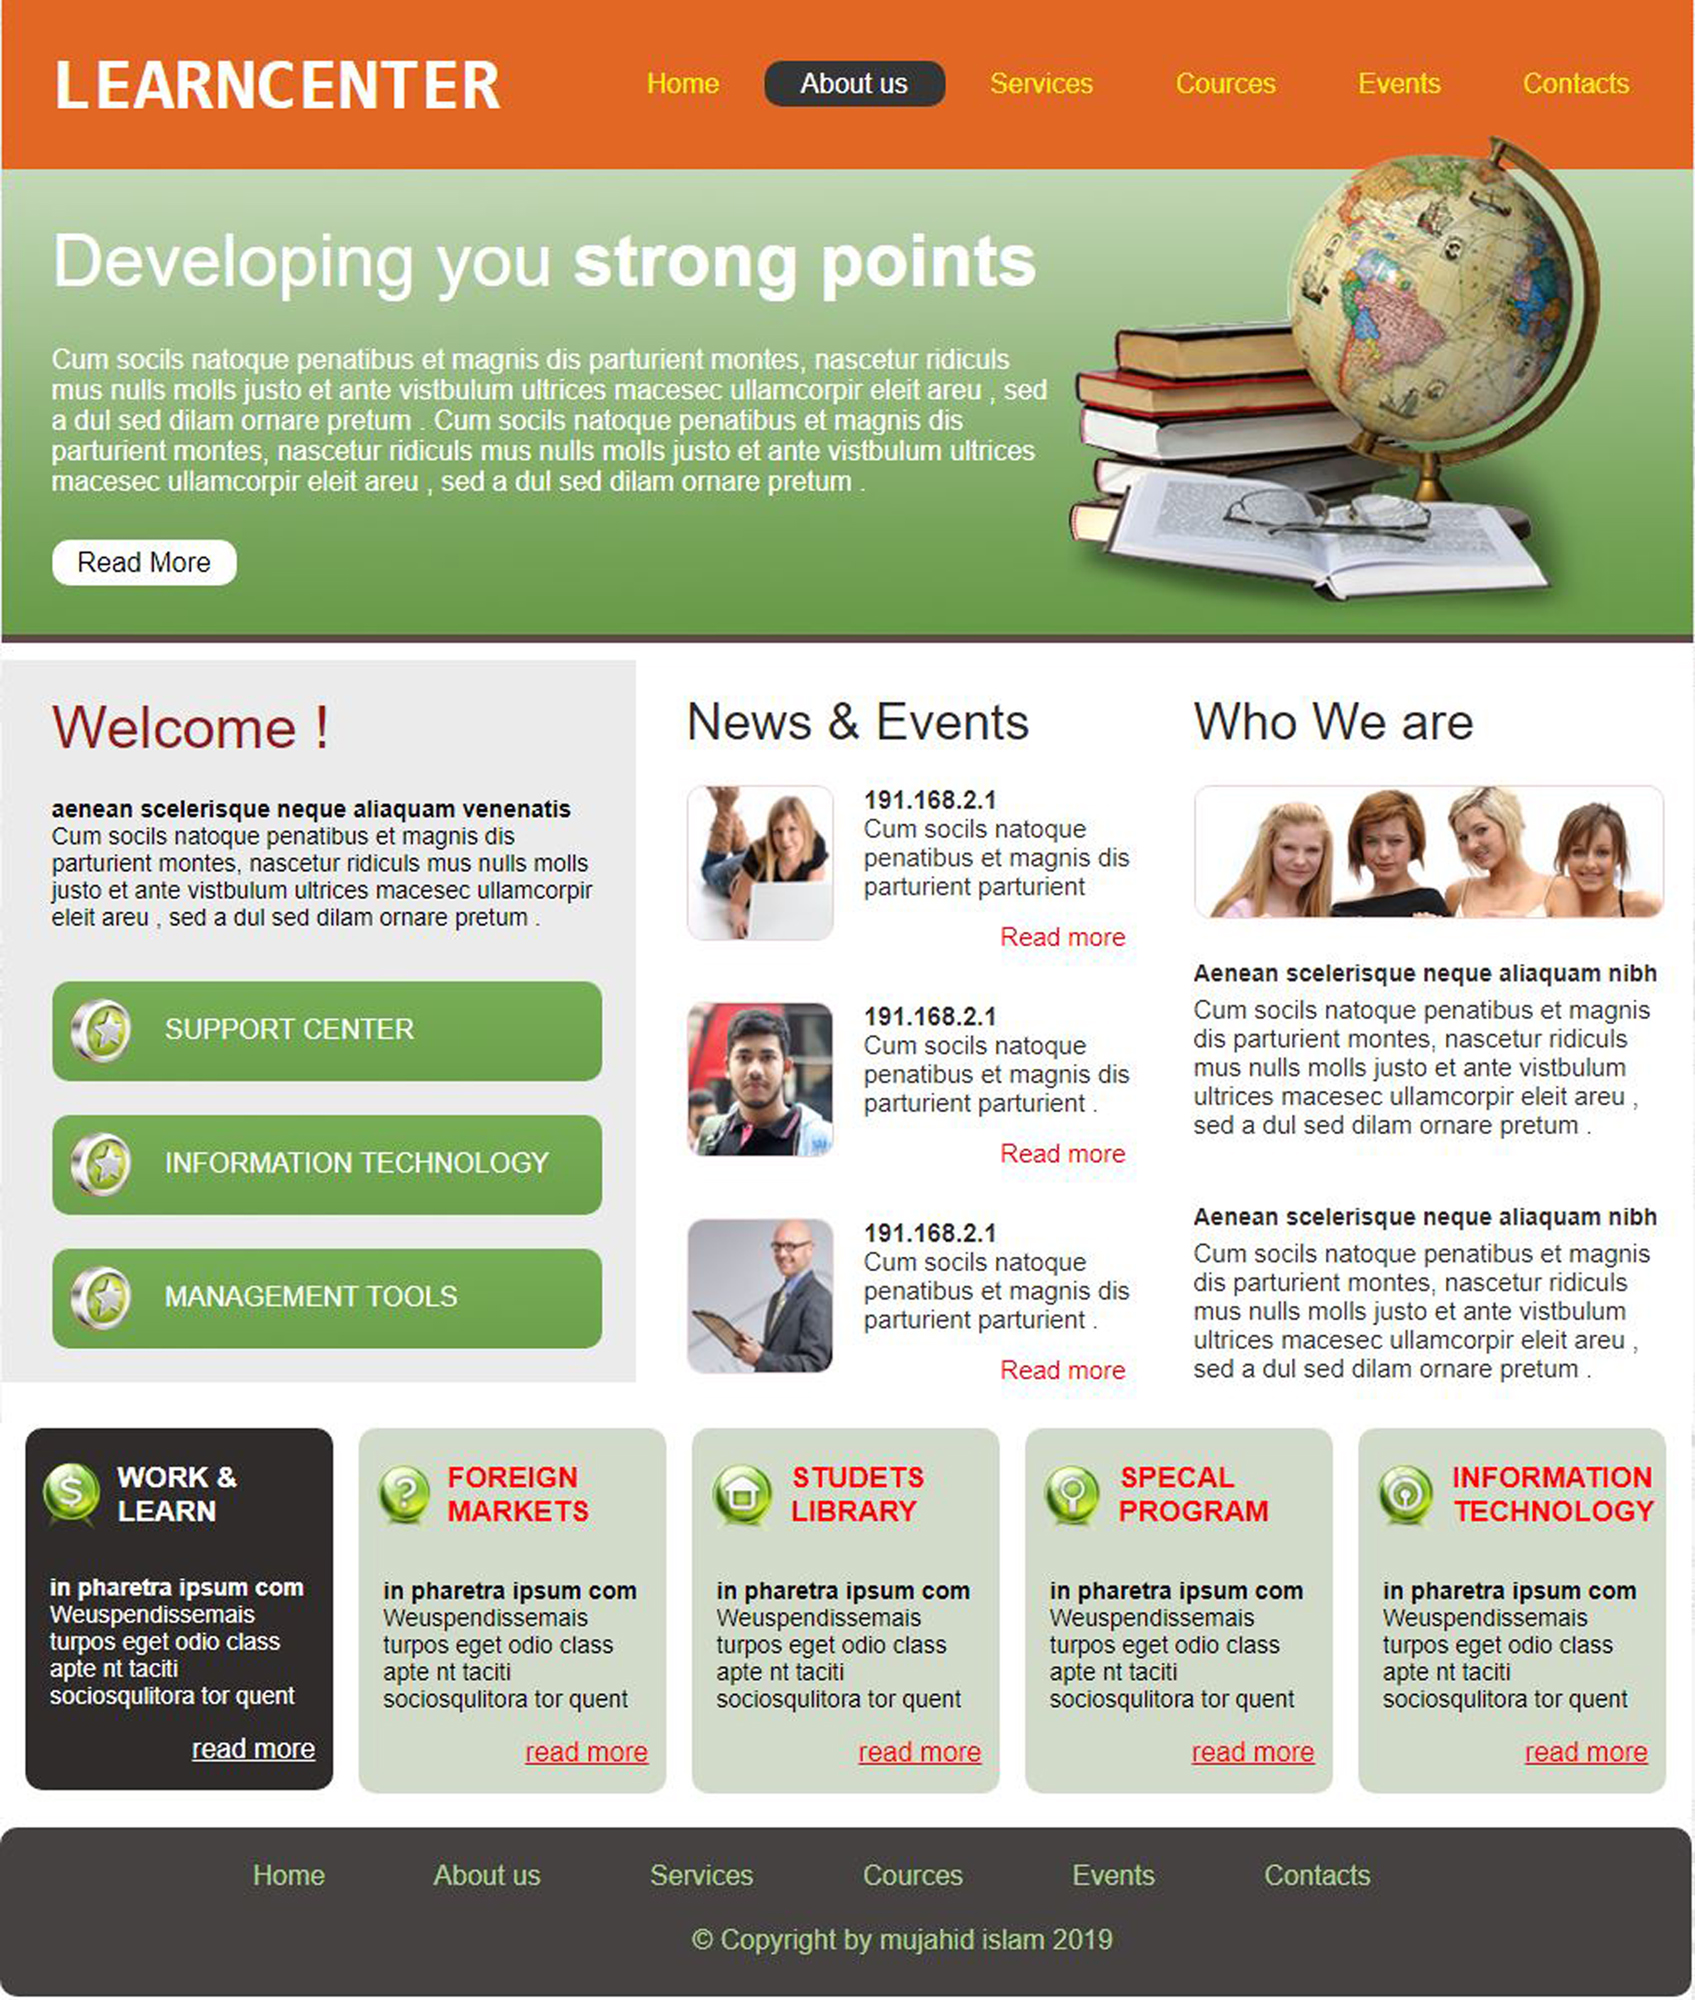 LEARNCENTER
Home About us Services Cources Events Contacts
Developing you strong points
Cum socils natoque penatibus et magnis dis parturient montes, nascetur ridiculs
mus nulls molls justo et ante vistbulum ultrices macesec ullamcorpir eleit areu , sed
a dul sed dilam ornare pretum . Cum socils natoque penatibus et magnis dis
parturient montes, nascetur ridiculs mus nulls molls justo et ante vistbulum ultrices
macesec ullamcorpir eleit areu , sed a dul sed dilam ornare pretum .
Read More
Welcome !
aenean scelerisque neque aliaquam venenatis
Cum socils natoque penatibus et magnis dis
parturient montes, nascetur ridiculs mus nulls molls
justo et ante vistbulum ultrices macesec ullamcorpir
eleit areu , sed a dul sed dilam ornare pretum .
SUPPORT CENTER
INFORMATION TECHNOLOGY
MANAGEMENT TOOLS
News & Events
191.168.2.1
Cum socils natoque
penatibus et magnis dis
parturient parturient
Read more
191.168.2.1
Cum socils natoque
penatibus et magnis dis
parturient parturient .
Read more
191.168.2.1
Cum socils natoque
penatibus et magnis dis
parturient parturient .
Read more
Who We are
Aenean scelerisque neque aliaquam nibh
Cum socils natoque penatibus et magnis
dis parturient montes, nascetur ridiculs
mus nulls molls justo et ante vistbulum
ultrices macesec ullamcorpir eleit areu ,
sed a dul sed dilam ornare pretum .
Aenean scelerisque neque aliaquam nibh
Cum socils natoque penatibus et magnis
dis parturient montes, nascetur ridiculs
mus nulls molls justo et ante vistbulum
ultrices macesec ullamcorpir eleit areu ,
sed a dul sed dilam ornare pretum .
WORK &
LEARN
in pharetra ipsum com
Weuspendissemais
turpos eget odio class
apte nt taciti
sociosqulitora tor quent
read more
FOREIGN
MARKETS
in pharetra ipsum com
Weuspendissemais
turpos eget odio class
apte nt taciti
sociosqulitora tor quent
read more
STUDETS
LIBRARY
in pharetra ipsum com
Weuspendissemais
turpos eget odio class
apte nt taciti
sociosqulitora tor quent
read more
SPECAL
PROGRAM
in pharetra ipsum com
Weuspendissemais
turpos eget odio class
apte nt taciti
sociosqulitora tor quent
read more
INFORMATION
TECHNOLOGY
in pharetra ipsum com
Weuspendissemais
turpos eget odio class
apte nt taciti
sociosqulitora tor quent
read more
Home About us Services Cources Events Contacts
© Copyright by mujahid islam 2019